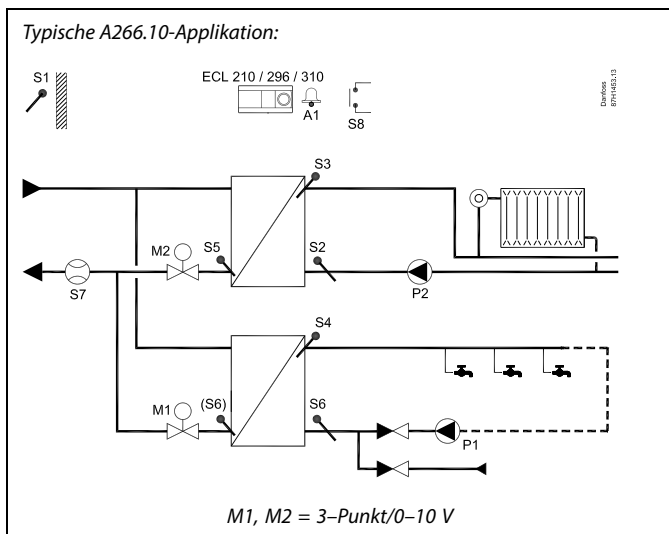 Typische A266.10-Applikation:
S1
ECL 210 / 296 / 310
A1
S8
Danfoss
87H1453.13
S3
M2
S5
S2
S7
P2
S4
M1
(S6)
S6
P1
M1, M2 = 3–Punkt/0–10 V